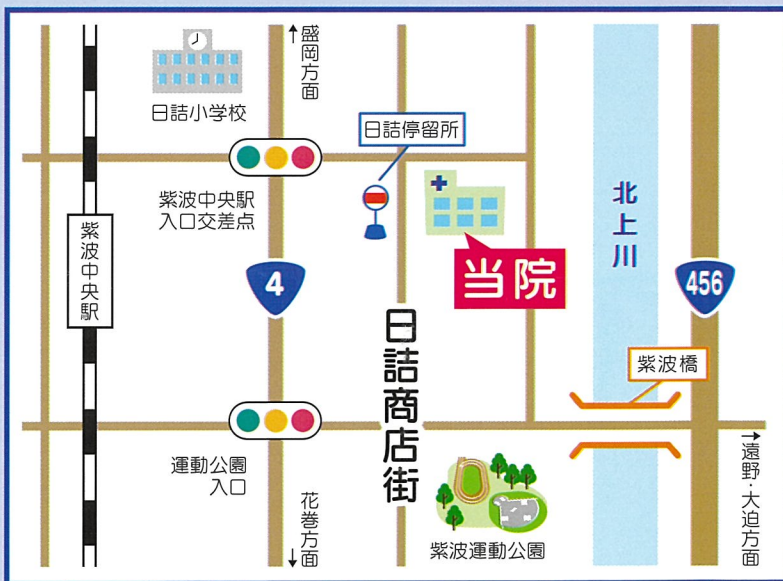 ↑盛岡方面
日詰小学校
日詰停留所
紫波中央駅
入口交差点
紫波中央駅
4
当院
北上川
456
日詰商店街
紫波橋
運動公園
入口
花巻方面↓
紫波運動公園
↑遠野・大迫方面